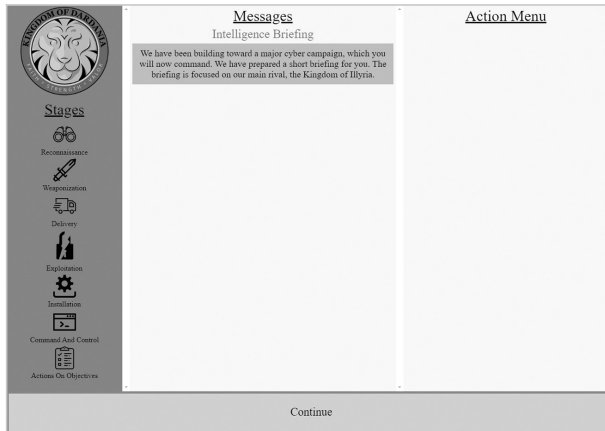 KINGDOM OF DARDANIA
Stages
Reconnaissance
Weaponization
Delivery
Exploitation
Installation
Command And Control
Actions On Objectives
Messages
Intelligence Briefing
We have been building toward a major cyber campaign, which you
will now command. We have prepared a short briefing for you. The
briefing is focused on our main rival, the Kingdom of Illyria.
Action Menu
Continue